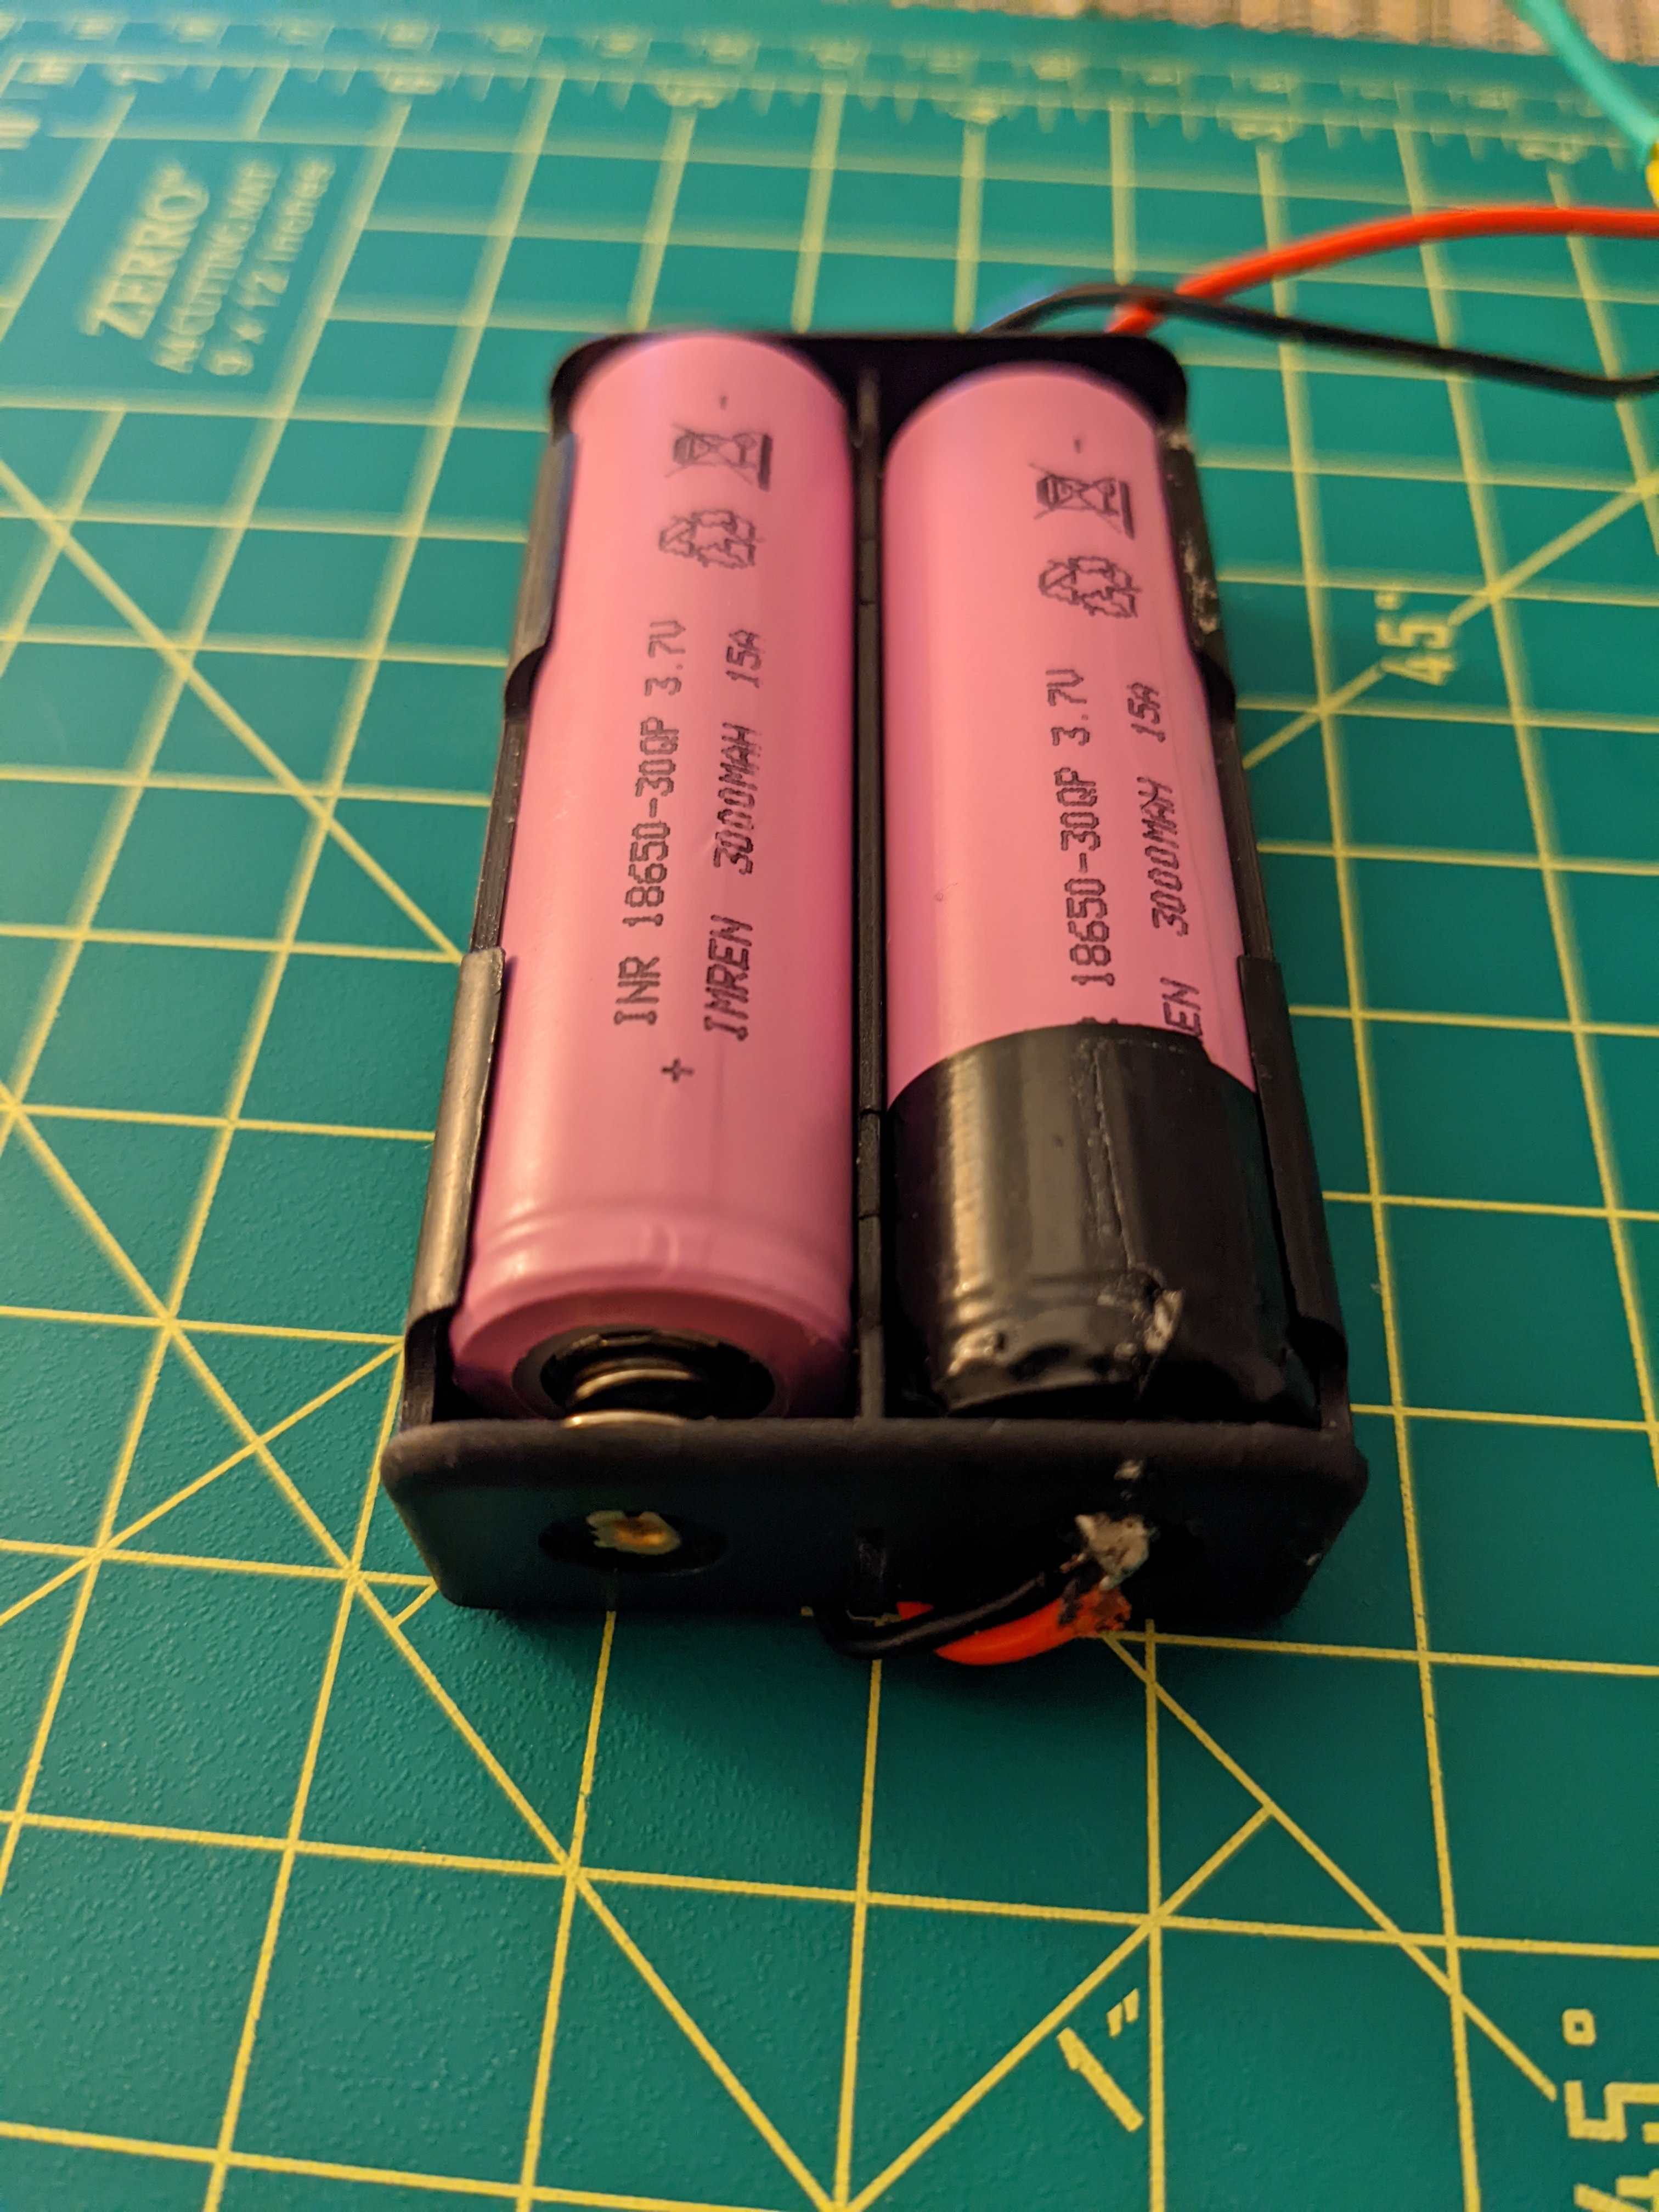 ZERRO
CUTTING MAT
9 x 12 inches
-
-
INR 18650-30QP 3.7V
IMREN 3000MAH 15A
+
18650-30QP 3.7V
EN 3000MAH 15A
45°
1"
45°